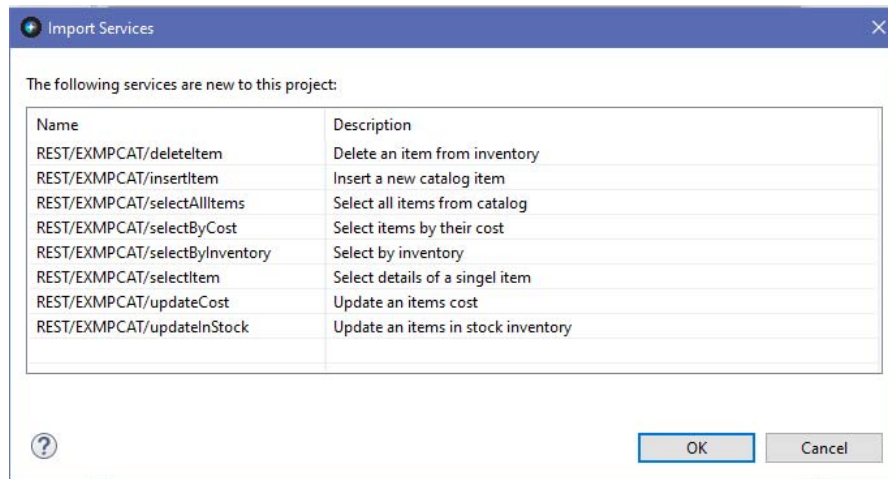 Import Services
The following services are new to this project:
Name Description
REST/EXMPCAT/deleteItem Delete an item from inventory
REST/EXMPCAT/insertItem Insert a new catalog item
REST/EXMPCAT/selectAllItems Select all items from catalog
REST/EXMPCAT/selectByCost Select items by their cost
REST/EXMPCAT/selectByInventory Select by inventory
REST/EXMPCAT/selectItem Select details of a singel item
REST/EXMPCAT/updateCost Update an items cost
REST/EXMPCAT/updateInStock Update an items in stock inventory
? OK Cancel